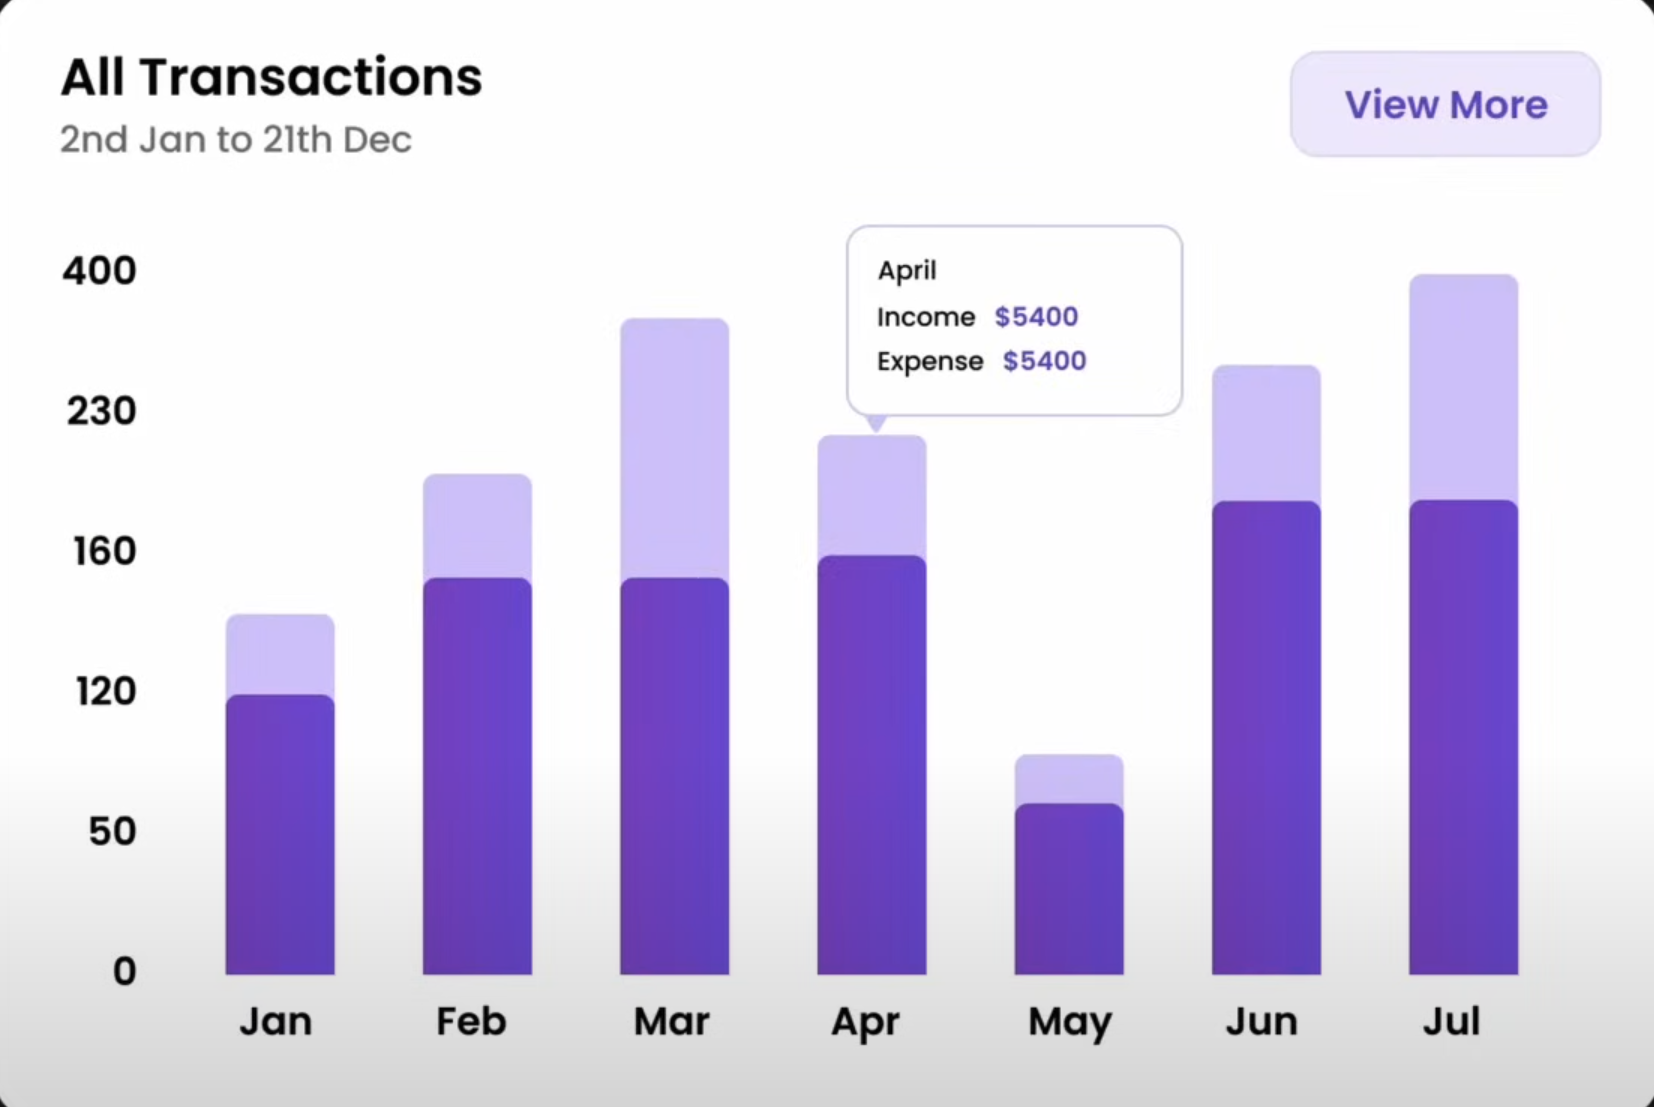 All Transactions
2nd Jan to 21th Dec
View More
400
230
160
120
50
0
April
Income $5400
Expense $5400
Jan Feb Mar Apr May Jun Jul